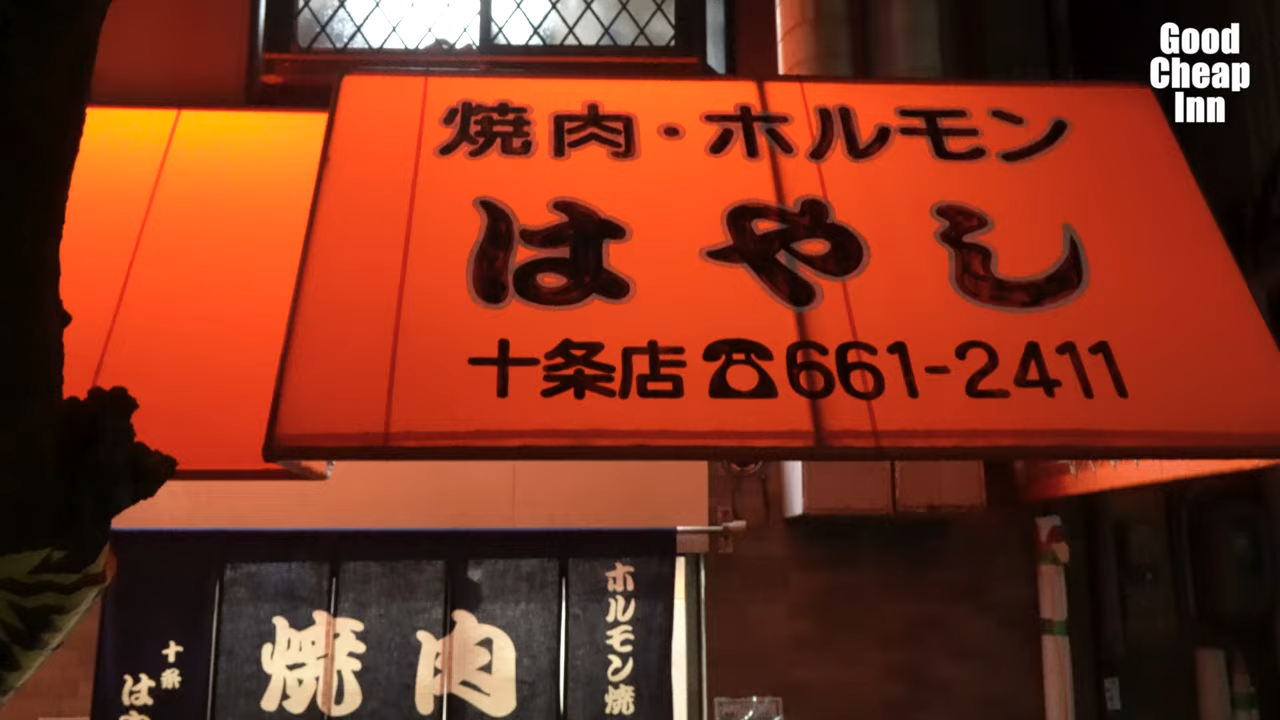 Good
Cheap
Inn
焼肉・ホルモン
はやし
十条店☎661-2411
焼肉
ホルモン焼
十条
は